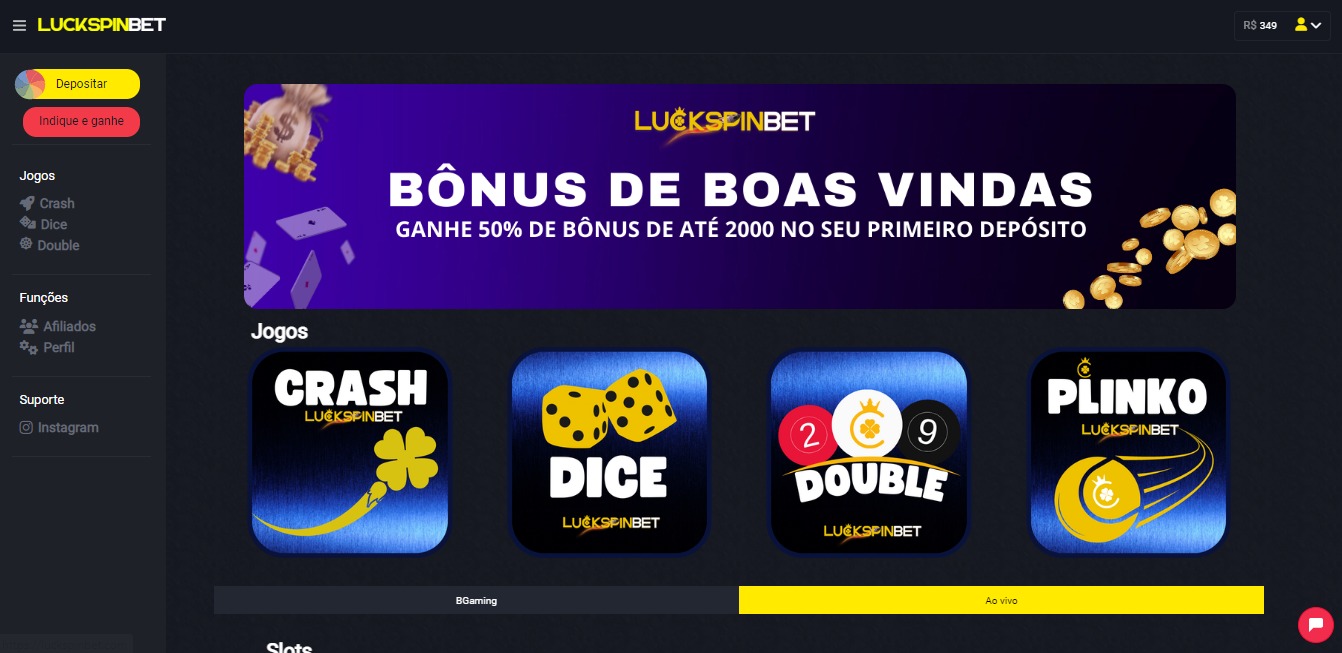 LUCKSPINBET
R$ 349
Depositar
Indique e ganhe
Jogos
Crash
Dice
Double
Funções
Afiliados
Perfil
Suporte
Instagram
LUCKSPINBET
BÔNUS DE BOAS VINDAS
GANHE 50% DE BÔNUS DE ATÉ 2000 NO SEU PRIMEIRO DEPÓSITO
Jogos
CRASH
LUCKSPINBET
DICE
LUCKSPINBET
2 9
DOUBLE
LUCKSPINBET
PLINKO
LUCKSPINBET
BGaming
Ao vivo
Slots